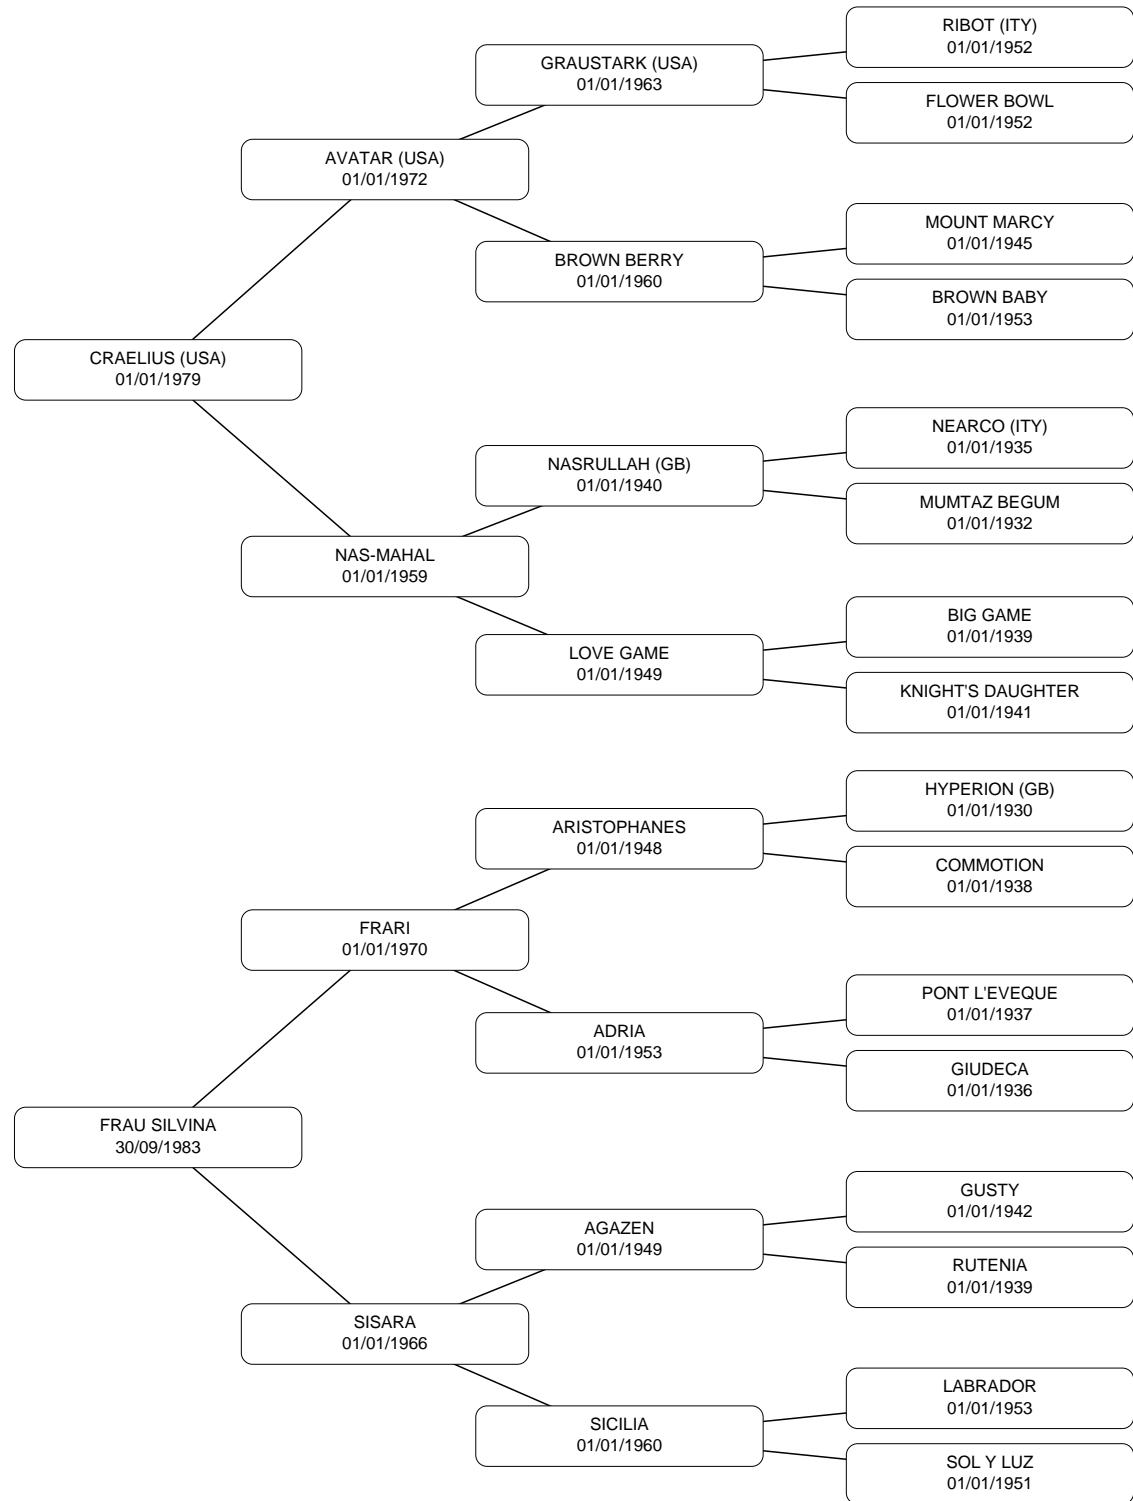 RIBOT (ITY)
01/01/1952
GRAUSTARK (USA)
01/01/1963
FLOWER BOWL
01/01/1952
AVATAR (USA)
01/01/1972
MOUNT MARCY
01/01/1945
BROWN BERRY
01/01/1960
BROWN BABY
01/01/1953
CRAELIUS (USA)
01/01/1979
NEARCO (ITY)
01/01/1935
NASRULLAH (GB)
01/01/1940
MUMTAZ BEGUM
01/01/1932
NAS-MAHAL
01/01/1959
BIG GAME
01/01/1939
LOVE GAME
01/01/1949
KNIGHT'S DAUGHTER
01/01/1941
HYPERION (GB)
01/01/1930
ARISTOPHANES
01/01/1948
COMMOTION
01/01/1938
FRARI
01/01/1970
PONT L'EVEQUE
01/01/1937
ADRIA
01/01/1953
GIUDECA
01/01/1936
FRAU SILVINA
30/09/1983
GUSTY
01/01/1942
AGAZEN
01/01/1949
RUTENIA
01/01/1939
SISARA
01/01/1966
LABRADOR
01/01/1953
SICILIA
01/01/1960
SOL Y LUZ
01/01/1951